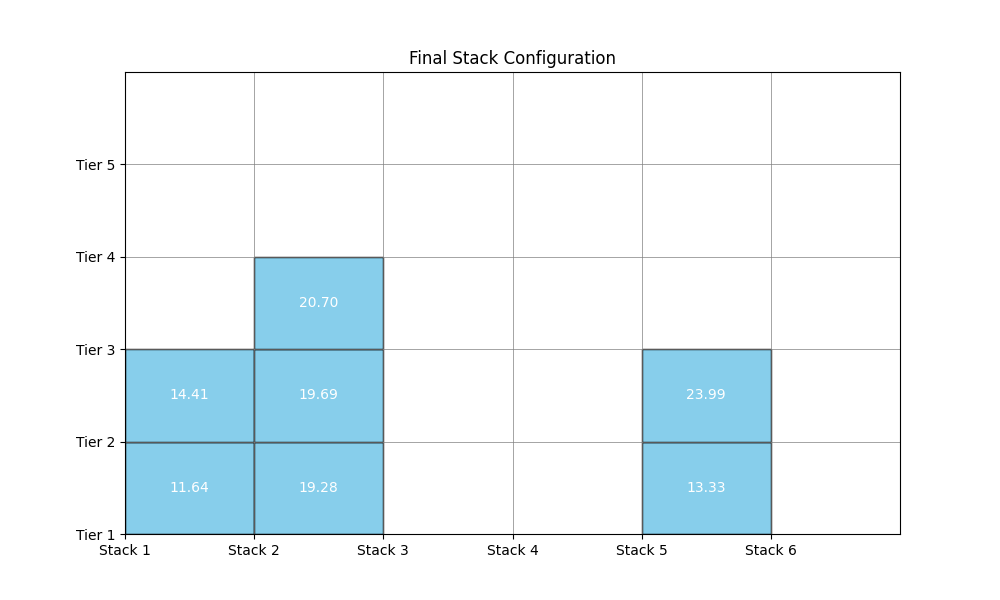 Final Stack Configuration
Tier 5
Tier 4
20.70
Tier 3
14.41 19.69 23.99
Tier 2
11.64 19.28 13.33
Tier 1
Stack 1 Stack 2 Stack 3 Stack 4 Stack 5 Stack 6